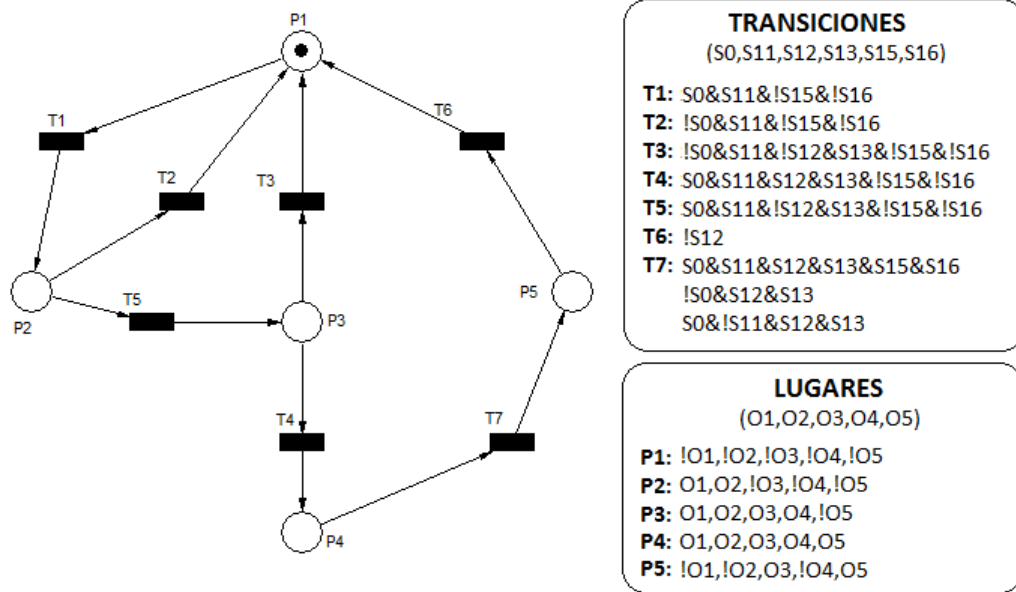 P1
T1
T6
T2
T3
P2
T5
P3
P5
T4
T7
P4
TRANSICIONES
(S0,S11,S12,S13,S15,S16)
T1: S0&S11&!S15&!S16
T2: !S0&S11&!S15&!S16
T3: !S0&S11&!S12&S13&!S15&!S16
T4: S0&S11&S12&S13&!S15&!S16
T5: S0&S11&!S12&S13&!S15&!S16
T6: !S12
T7: S0&S11&S12&S13&S15&S16
!S0&S12&S13
S0&!S11&S12&S13
LUGARES
(O1,O2,O3,O4,O5)
P1: !O1,!O2,!O3,!O4,!O5
P2: O1,O2,!O3,!O4,!O5
P3: O1,O2,O3,O4,!O5
P4: O1,O2,O3,O4,O5
P5: !O1,!O2,O3,!O4,O5